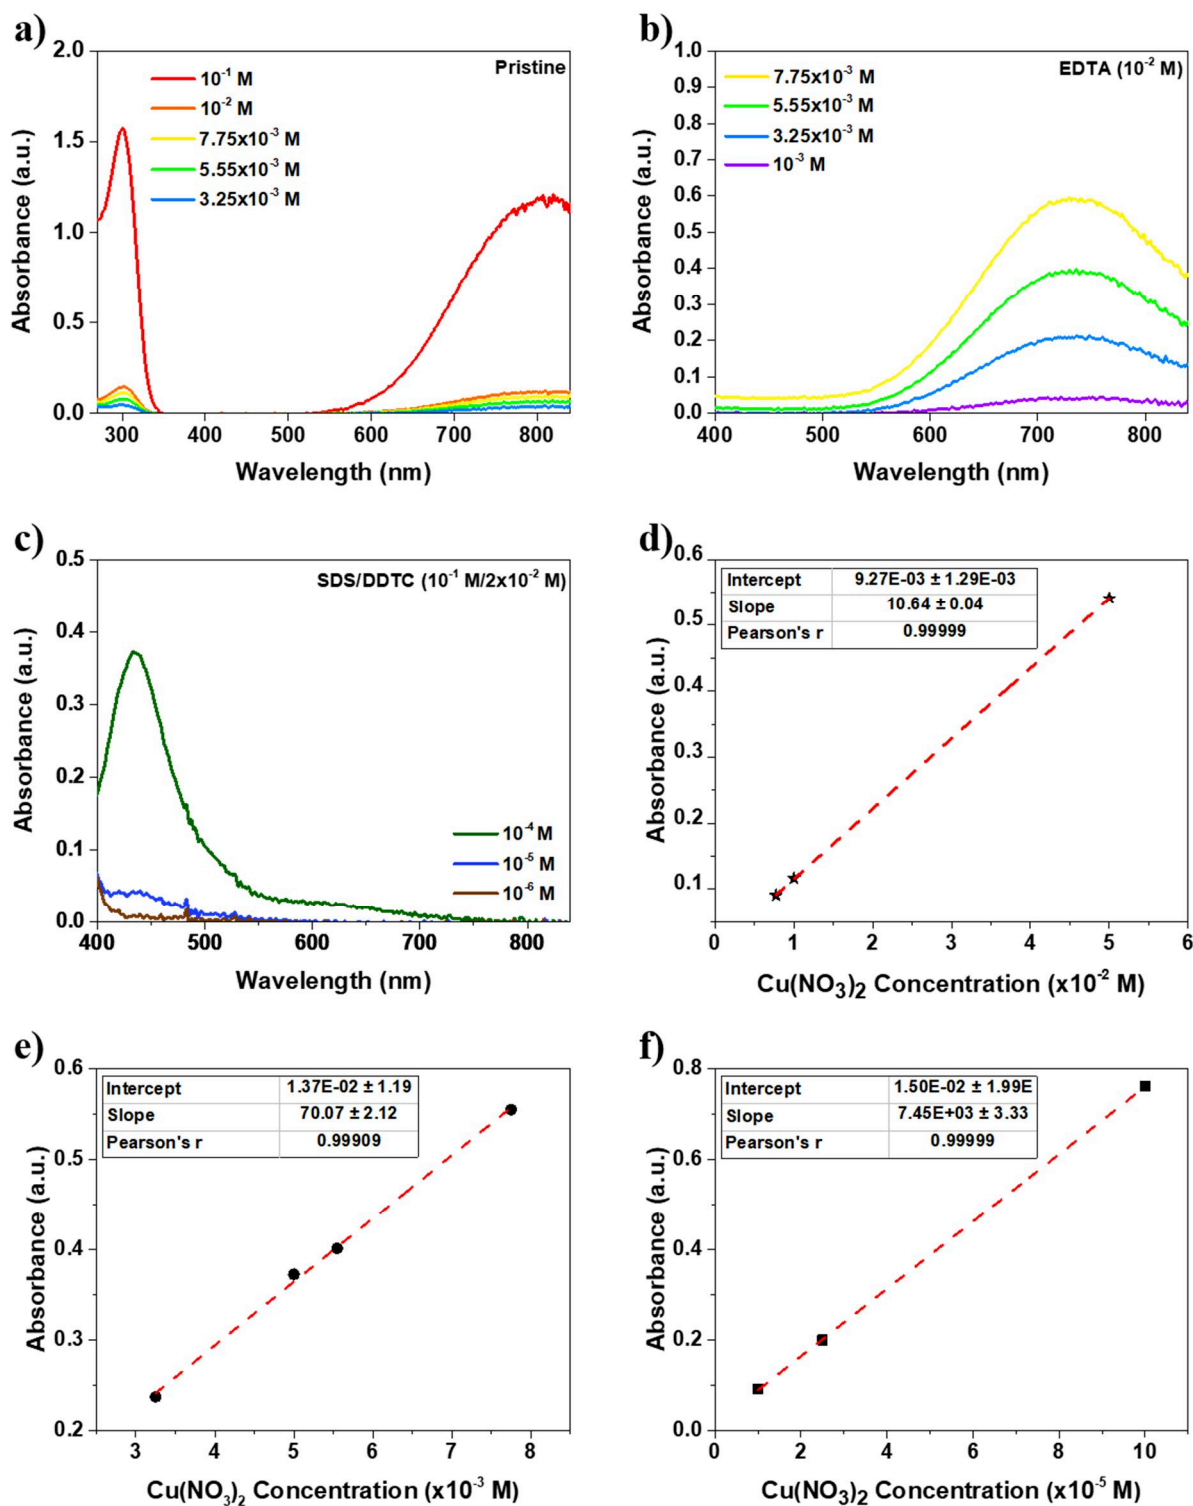 a)
2.0
1.5
1.0
0.5
0.0
Absorbance (a.u.)
Pristine
10⁻¹ M
10⁻² M
7.75x10⁻³ M
5.55x10⁻³ M
3.25x10⁻³ M
300 400 500 600 700 800
Wavelength (nm)
b)
1.0
0.9
0.8
0.7
0.6
0.5
0.4
0.3
0.2
0.1
0.0
Absorbance (a.u.)
EDTA (10⁻² M)
7.75x10⁻³ M
5.55x10⁻³ M
3.25x10⁻³ M
10⁻³ M
400 500 600 700 800
Wavelength (nm)
c)
0.5
0.4
0.3
0.2
0.1
0.0
Absorbance (a.u.)
SDS/DDTC (10⁻¹ M/2x10⁻² M)
10⁻⁴ M
10⁻⁵ M
10⁻⁶ M
400 500 600 700 800
Wavelength (nm)
d)
0.6
0.5
0.4
0.3
0.2
0.1
Absorbance (a.u.)
Intercept 9.27E-03 ± 1.29E-03
Slope 10.64 ± 0.04
Pearson's r 0.99999
0 1 2 3 4 5 6
Cu(NO₃)₂ Concentration (x10⁻² M)
e)
0.6
0.5
0.4
0.3
0.2
Absorbance (a.u.)
Intercept 1.37E-02 ± 1.19
Slope 70.07 ± 2.12
Pearson's r 0.99909
3 4 5 6 7 8
Cu(NO₃)₂ Concentration (x10⁻³ M)
f)
0.8
0.6
0.4
0.2
0.0
Absorbance (a.u.)
Intercept 1.50E-02 ± 1.99E
Slope 7.45E+03 ± 3.33
Pearson's r 0.99999
0 2 4 6 8 10
Cu(NO₃)2 Concentration (x10⁻⁵ M)